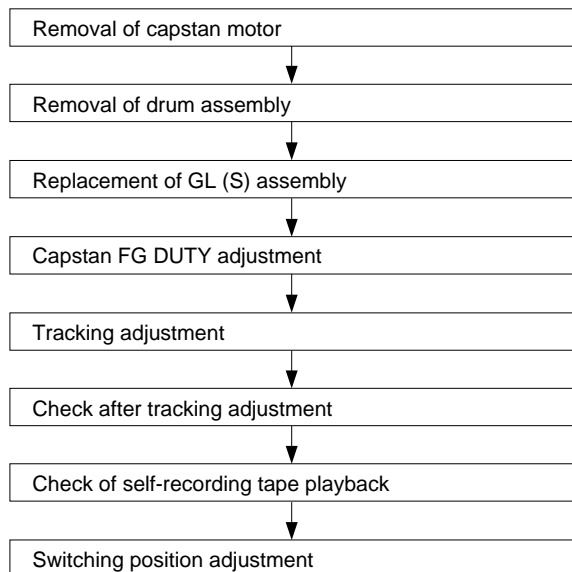 Removal of capstan motor
Removal of drum assembly
Replacement of GL (S) assembly
Capstan FG DUTY adjustment
Tracking adjustment
Check after tracking adjustment
Check of self-recording tape playback
Switching position adjustment